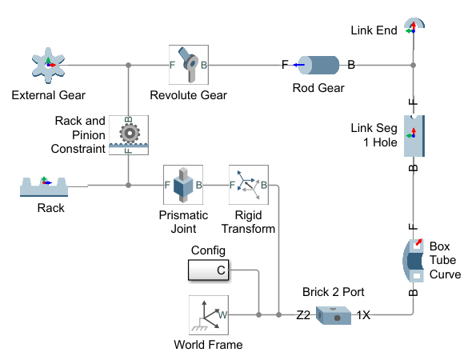 Link End
F
B
F
B
External Gear
Revolute Gear
Rod Gear
F
Rack and
Pinion
Constraint
B
F
Link Seg
1 Hole
B
Rack
F
B
F
B
Prismatic
Joint
Rigid
Transform
F
Box
Tube
Curve
B
Config
C
Brick 2 Port
W
Z2
1X
World Frame